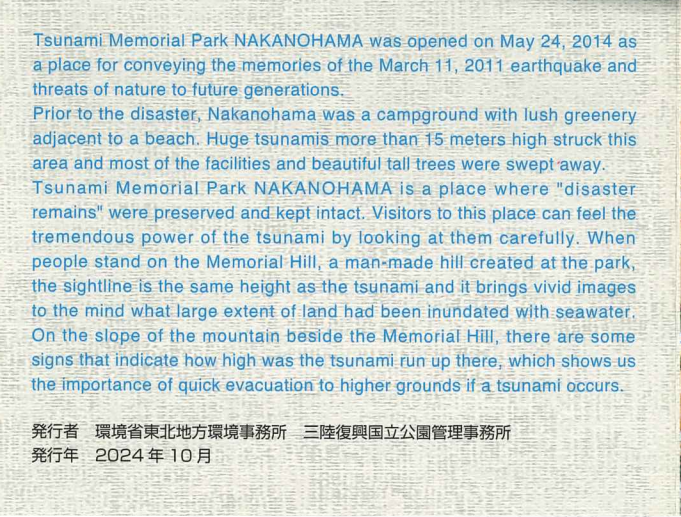 Tsunami Memorial Park NAKANOHAMA was opened on May 24, 2014 as
a place for conveying the memories of the March 11, 2011 earthquake and
threats of nature to future generations.
Prior to the disaster, Nakanohama was a campground with lush greenery
adjacent to a beach. Huge tsunamis more than 15 meters high struck this
area and most of the facilities and beautiful tall trees were swept away.
Tsunami Memorial Park NAKANOHAMA is a place where "disaster
remains" were preserved and kept intact. Visitors to this place can feel the
tremendous power of the tsunami by looking at them carefully. When
people stand on the Memorial Hill, a man-made hill created at the park,
the sightline is the same height as the tsunami and it brings vivid images
to the mind what large extent of land had been inundated with seawater.
On the slope of the mountain beside the Memorial Hill, there are some
signs that indicate how high was the tsunami run up there, which shows us
the importance of quick evacuation to higher grounds if a tsunami occurs.
発行者 環境省東北地方環境事務所 三陸復興国立公園管理事務所
発行年 2024年10月